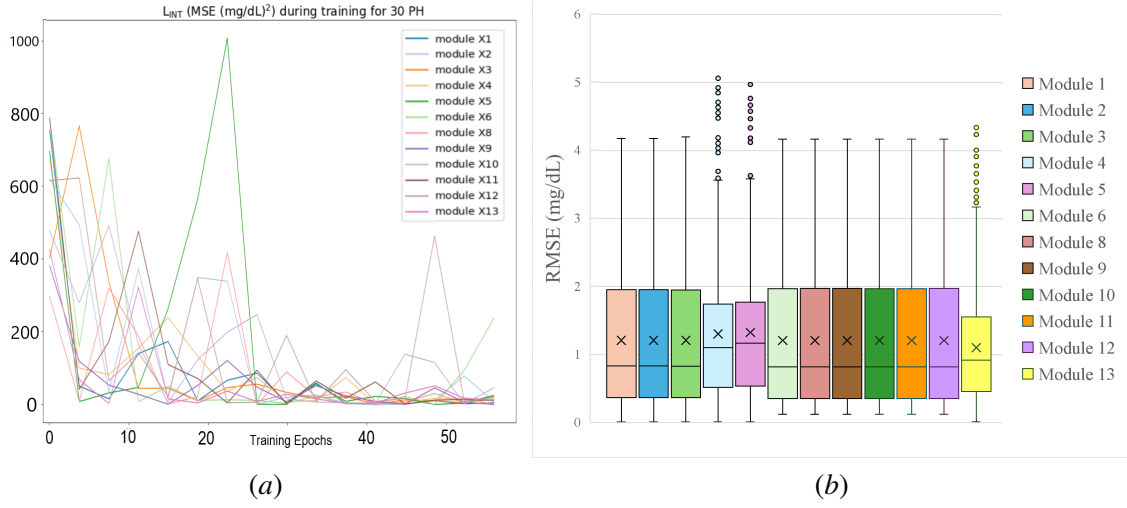 L_INT (MSE (mg/dL)²) during training for 30 PH
1000
800
600
400
200
0
0
10
20
30
40
50
Training Epochs
module X1
module X2
module X3
module X4
module X5
module X6
module X8
module X9
module X10
module X11
module X12
module X13
(a)
6
5
4
3
2
1
0
RMSE (mg/dL)
Module 1
Module 2
Module 3
Module 4
Module 5
Module 6
Module 8
Module 9
Module 10
Module 11
Module 12
Module 13
(b)